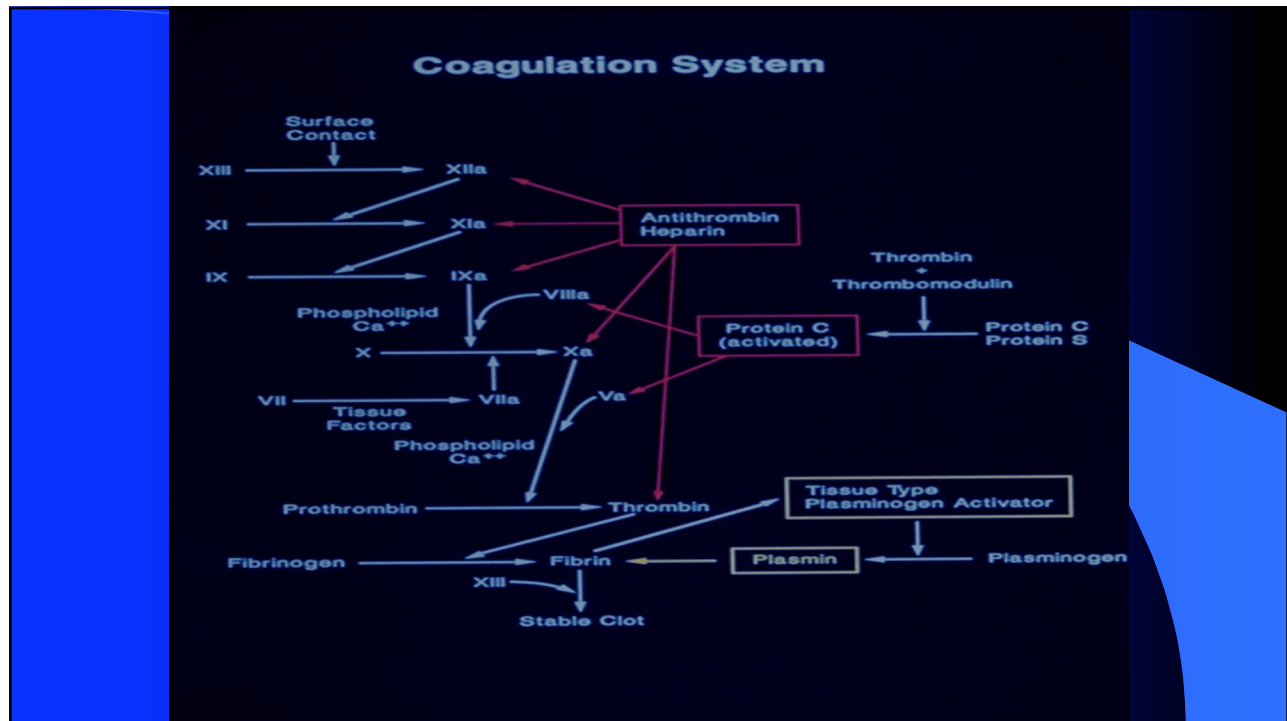 Coagulation System
Surface
Contact
XIII
XIIa
XI
XIa
Antithrombin
Heparin
IX
IXa
Thrombin
+
Thrombomodulin
VIIIa
Phospholipid
Ca++
Protein C
(activated)
Protein C
Protein S
X
Xa
VII
VIIa
Va
Tissue
Factors
Phospholipid
Ca++
Tissue Type
Plasminogen Activator
Prothrombin
Thrombin
Fibrinogen
Fibrin
Plasmin
Plasminogen
XIII
Stable Clot